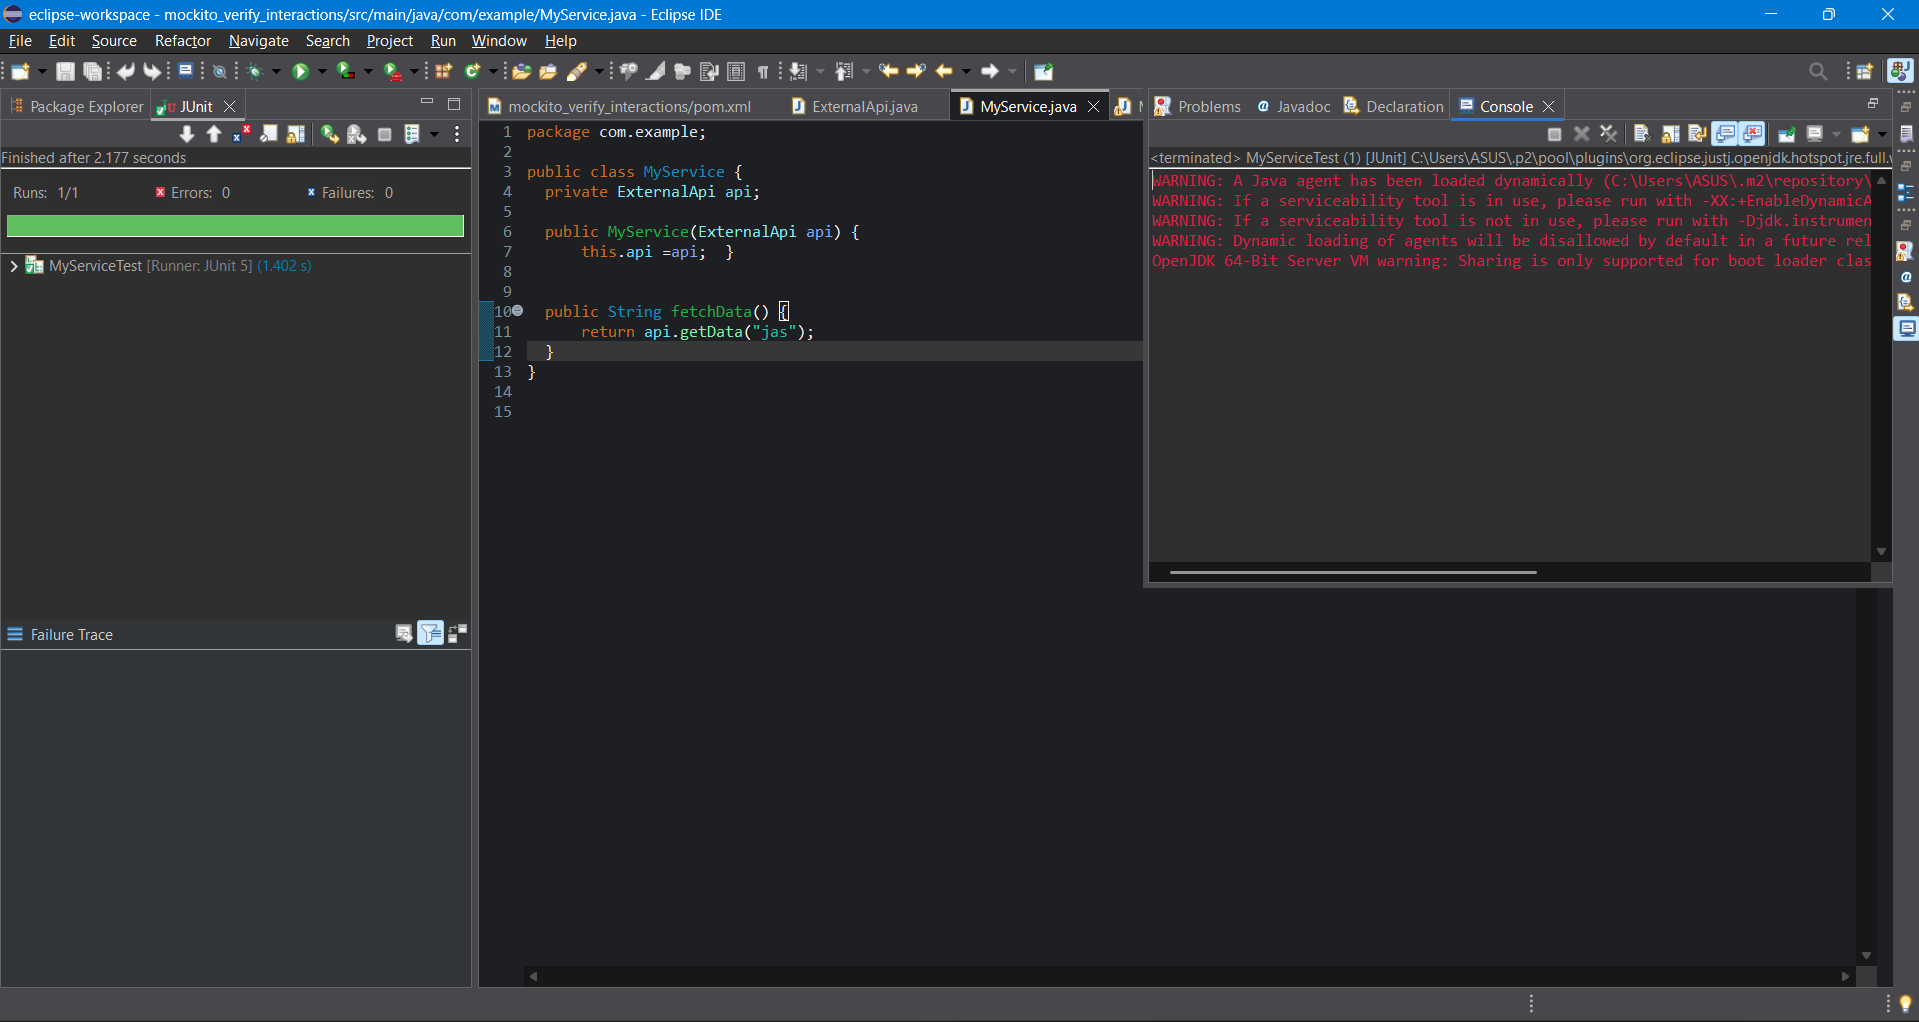 eclipse-workspace - mockito_verify_interactions/src/main/java/com/example/MyService.java - Eclipse IDE
File Edit Source Refactor Navigate Search Project Run Window Help
Package Explorer JUnit
Finished after 2.177 seconds
Runs: 1/1 Errors: 0 Failures: 0
MyServiceTest [Runner: JUnit 5] (1.402 s)
Failure Trace
mockito_verify_interactions/pom.xml ExternalApi.java MyService.java
1 package com.example;
2
3 public class MyService {
4 private ExternalApi api;
5
6 public MyService(ExternalApi api) {
7 this.api =api; }
8
9
10 public String fetchData() {
11 return api.getData("jas");
12 }
13 }
14
15
Problems Javadoc Declaration Console
<terminated> MyServiceTest (1) [JUnit] C:\Users\ASUS\.p2\pool\plugins\org.eclipse.justj.openjdk.hotspot.jre.full.
WARNING: A Java agent has been loaded dynamically (C:\Users\ASUS\.m2\repository\
WARNING: If a serviceability tool is in use, please run with -XX:+EnableDynamicA
WARNING: If a serviceability tool is not in use, please run with -Djdk.instrumen
WARNING: Dynamic loading of agents will be disallowed by default in a future rel
OpenJDK 64-Bit Server VM warning: Sharing is only supported for boot loader clas